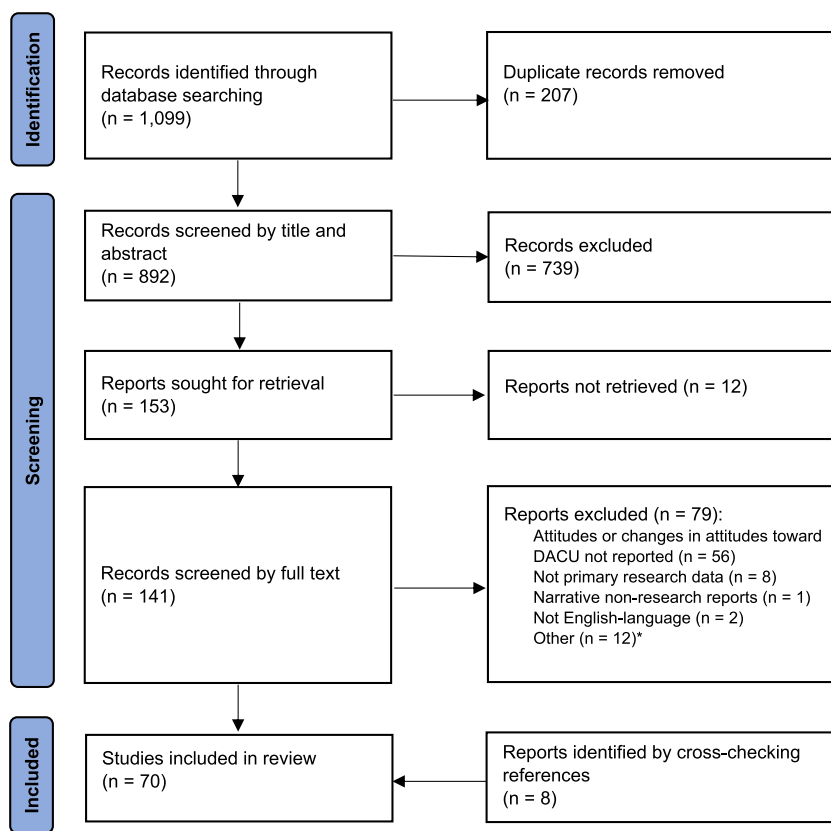 Identification
Records identified through
database searching
(n = 1,099)
Duplicate records removed
(n = 207)
Screening
Records screened by title and
abstract
(n = 892)
Records excluded
(n = 739)
Reports sought for retrieval
(n = 153)
Reports not retrieved (n = 12)
Records screened by full text
(n = 141)
Reports excluded (n = 79):
Attitudes or changes in attitudes toward
DACU not reported (n = 56)
Not primary research data (n = 8)
Narrative non-research reports (n = 1)
Not English-language (n = 2)
Other (n = 12)*
Included
Studies included in review
(n = 70)
Reports identified by cross-checking
references
(n = 8)